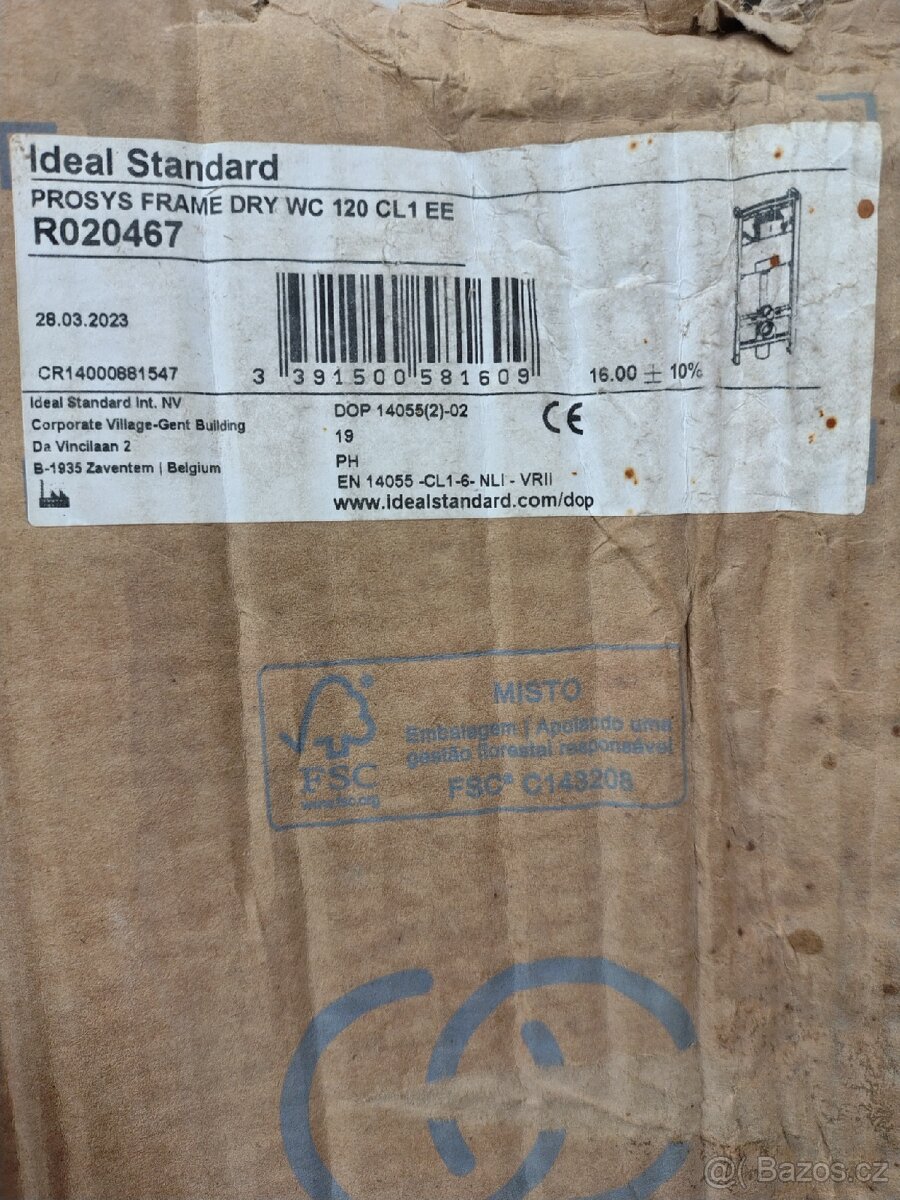 Ideal Standard
PROSYS FRAME DRY WC 120 CL1 EE
R020467
28.03.2023
CR14000881547
3 391500 581609
16.00 ± 10%
Ideal Standard Int. NV
Corporate Village-Gent Building
Da Vincilaan 2
B-1935 Zaventem | Belgium
DOP 14055(2)-02
CE
19
PH
EN 14055 -CL1-6- NLI - VRII
www.idealstandard.com/dop
MISTO
Embalagem | Apoiando uma
gestão florestal responsável
FSC® C143208
FSC
www.fsc.org
@( Bazos.cz